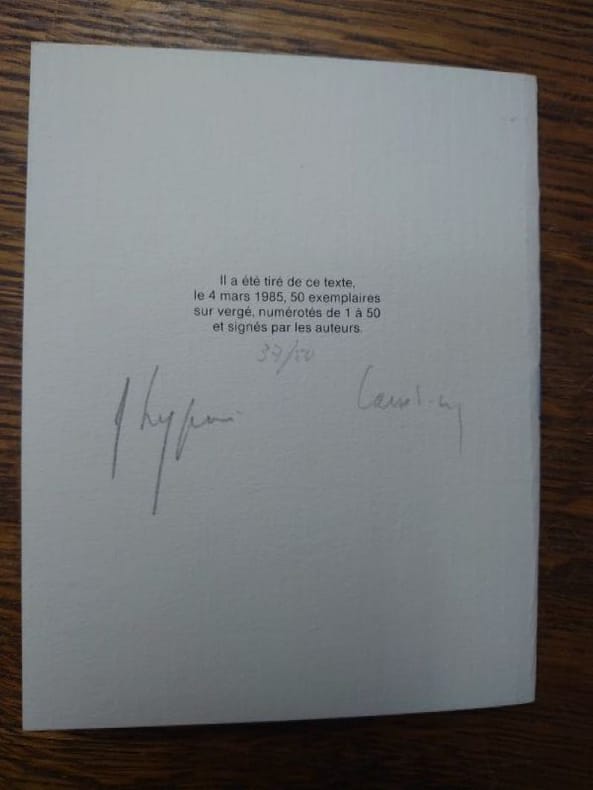 Il a été tiré de ce texte,
le 4 mars 1985, 50 exemplaires
sur vergé, numérotés de 1 à 50
et signés par les auteurs.
37/50